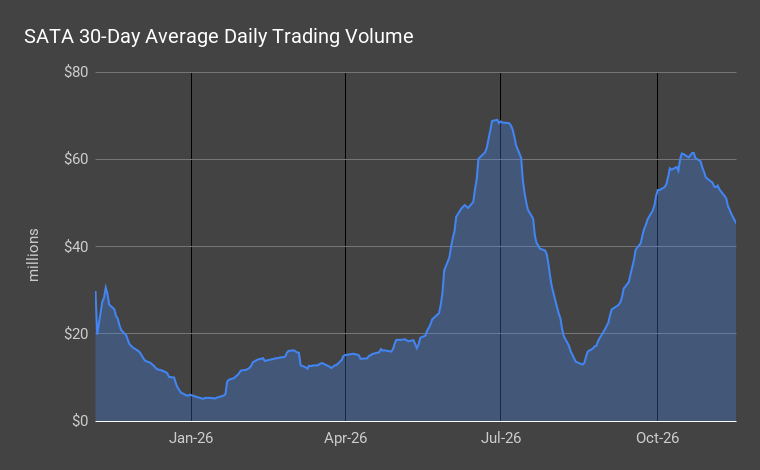 SATA 30-Day Average Daily Trading Volume
$80
$60
$40
$20
$0
millions
Jan-26
Apr-26
Jul-26
Oct-26